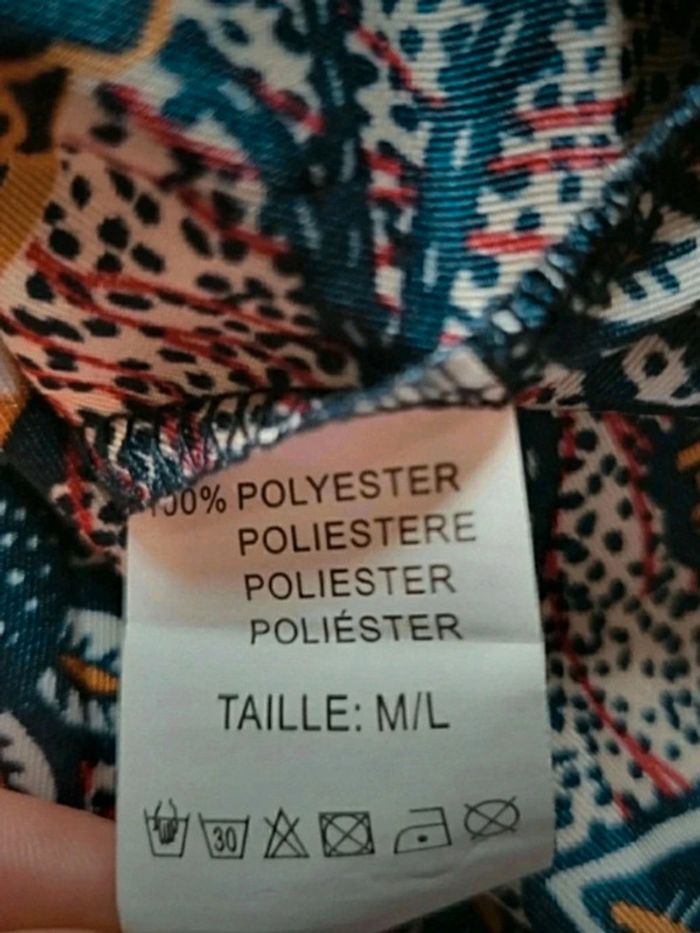 100% POLYESTER
POLIESTERE
POLIESTER
POLIÉSTER
TAILLE: M/L
30